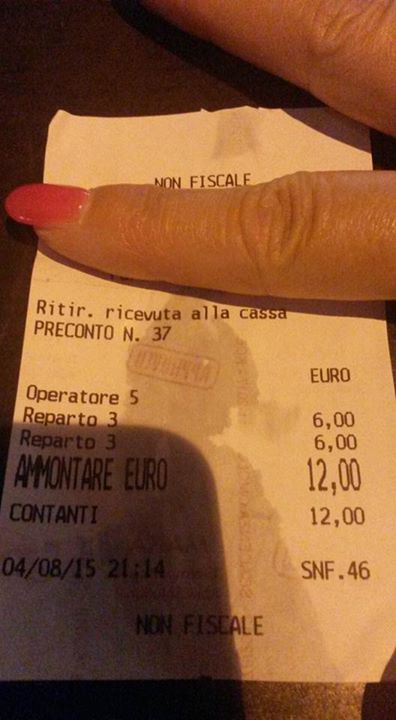 NON FISCALE
Ritir. ricevuta alla cassa
PRECONTO N. 37
EURO
Operatore 5
Reparto 3 6,00
Reparto 3 6,00
AMMONTARE EURO 12,00
CONTANTI 12,00
04/08/15 21:14 SNF.46
NON FISCALE